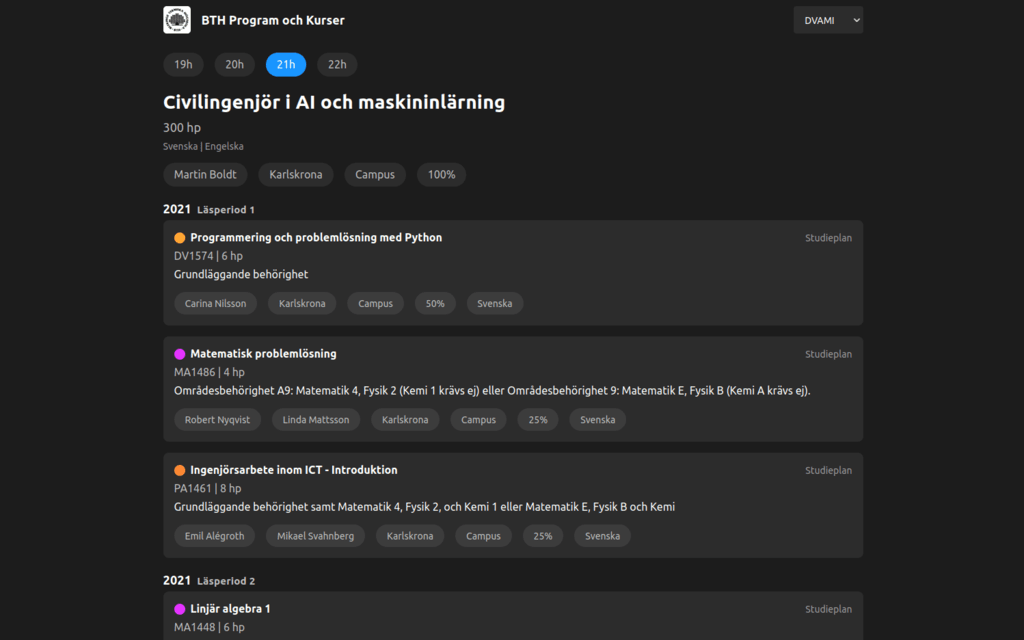 BTH Program och Kurser
DVAMI
19h 20h 21h 22h
Civilingenjör i AI och maskininlärning
300 hp
Svenska | Engelska
Martin Boldt Karlskrona Campus 100%
2021 Läsperiod 1
Programmering och problemlösning med Python Studieplan
DV1574 | 6 hp
Grundläggande behörighet
Carina Nilsson Karlskrona Campus 50% Svenska
Matematisk problemlösning Studieplan
MA1486 | 4 hp
Områdesbehörighet A9: Matematik 4, Fysik 2 (Kemi 1 krävs ej) eller Områdesbehörighet 9: Matematik E, Fysik B (Kemi A krävs ej).
Robert Nyqvist Linda Mattsson Karlskrona Campus 25% Svenska
Ingenjörsarbete inom ICT - Introduktion Studieplan
PA1461 | 8 hp
Grundläggande behörighet samt Matematik 4, Fysik 2, och Kemi 1 eller Matematik E, Fysik B och Kemi
Emil Alégroth Mikael Svahnberg Karlskrona Campus 25% Svenska
2021 Läsperiod 2
Linjär algebra 1 Studieplan
MA1448 | 6 hp